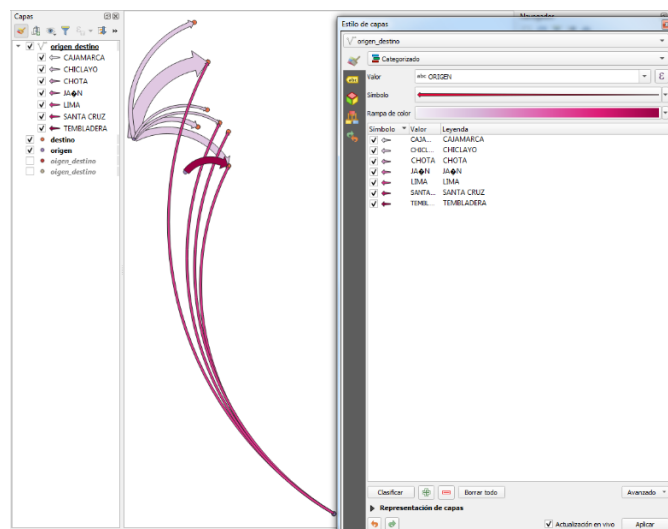 Capas
origen_destino
CAJAMARCA
CHICLAYO
CHOTA
JA�N
LIMA
SANTA CRUZ
TEMBLADERA
destino
origen
oigen_destino
oigen_destino
Estilo de capas
origen_destino
Categorizado
Valor
abc ORIGEN
ε
Símbolo
Rampa de color
Símbolo Valor Leyenda
CAJA... CAJAMARCA
CHICL... CHICLAYO
CHOTA CHOTA
JA�N JA�N
LIMA LIMA
SANTA... SANTA CRUZ
TEMBL... TEMBLADERA
Clasificar
Borrar todo
Avanzado
Representación de capas
Actualización en vivo
Aplicar